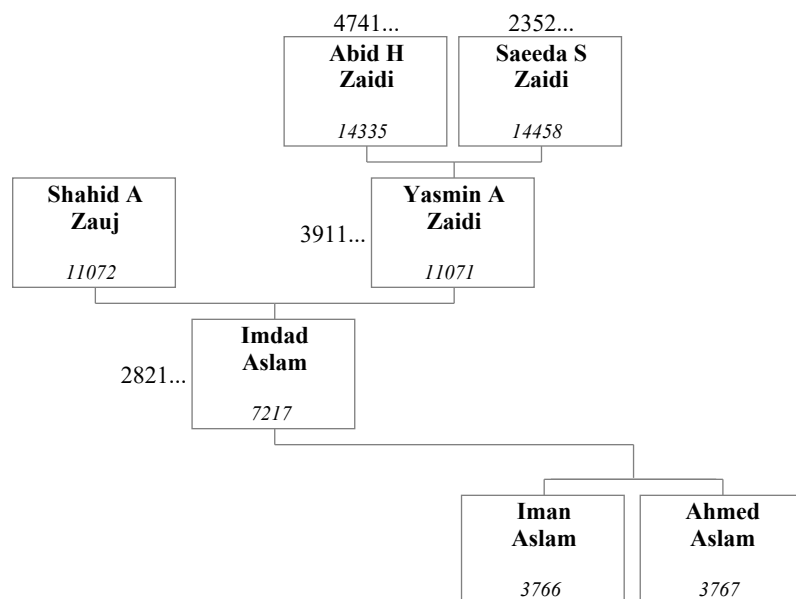 4741...
2352...
Abid H
Zaidi
14335
Saeeda S
Zaidi
14458
Shahid A
Zauj
11072
3911...
Yasmin A
Zaidi
11071
2821...
Imdad
Aslam
7217
Iman
Aslam
3766
Ahmed
Aslam
3767